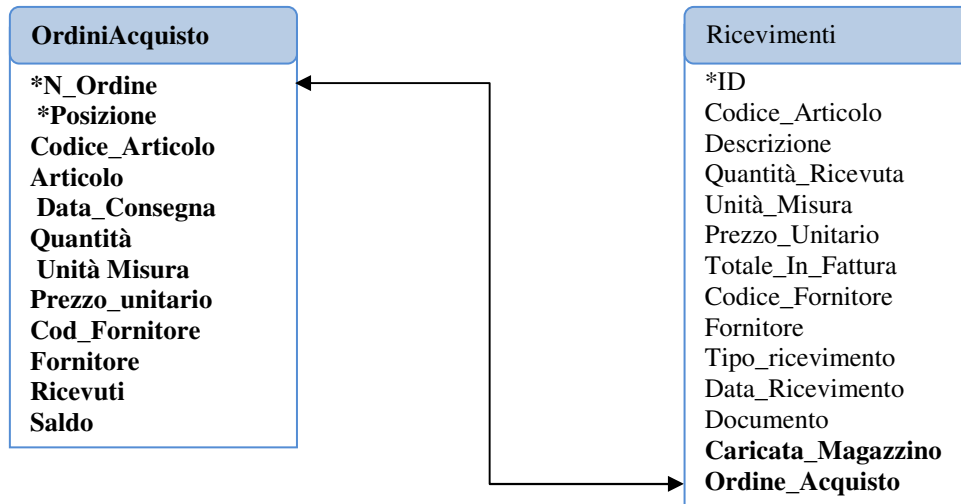 OrdiniAcquisto
*N_Ordine
*Posizione
Codice_Articolo
Articolo
Data_Consegna
Quantità
Unità Misura
Prezzo_unitario
Cod_Fornitore
Fornitore
Ricevuti
Saldo
Ricevimenti
*ID
Codice_Articolo
Descrizione
Quantità_Ricevuta
Unità_Misura
Prezzo_Unitario
Totale_In_Fattura
Codice_Fornitore
Fornitore
Tipo_ricevimento
Data_Ricevimento
Documento
Caricata_Magazzino
Ordine_Acquisto